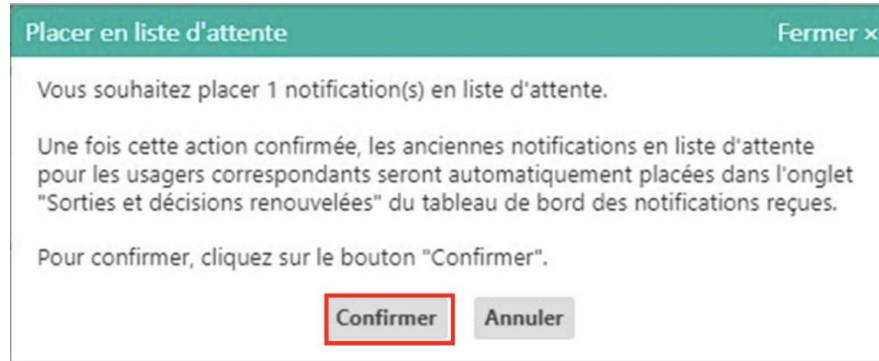 Placer en liste d'attente Fermer ×
Vous souhaitez placer 1 notification(s) en liste d'attente.
Une fois cette action confirmée, les anciennes notifications en liste d'attente
pour les usagers correspondants seront automatiquement placées dans l'onglet
"Sorties et décisions renouvelées" du tableau de bord des notifications reçues.
Pour confirmer, cliquez sur le bouton "Confirmer".
Confirmer Annuler